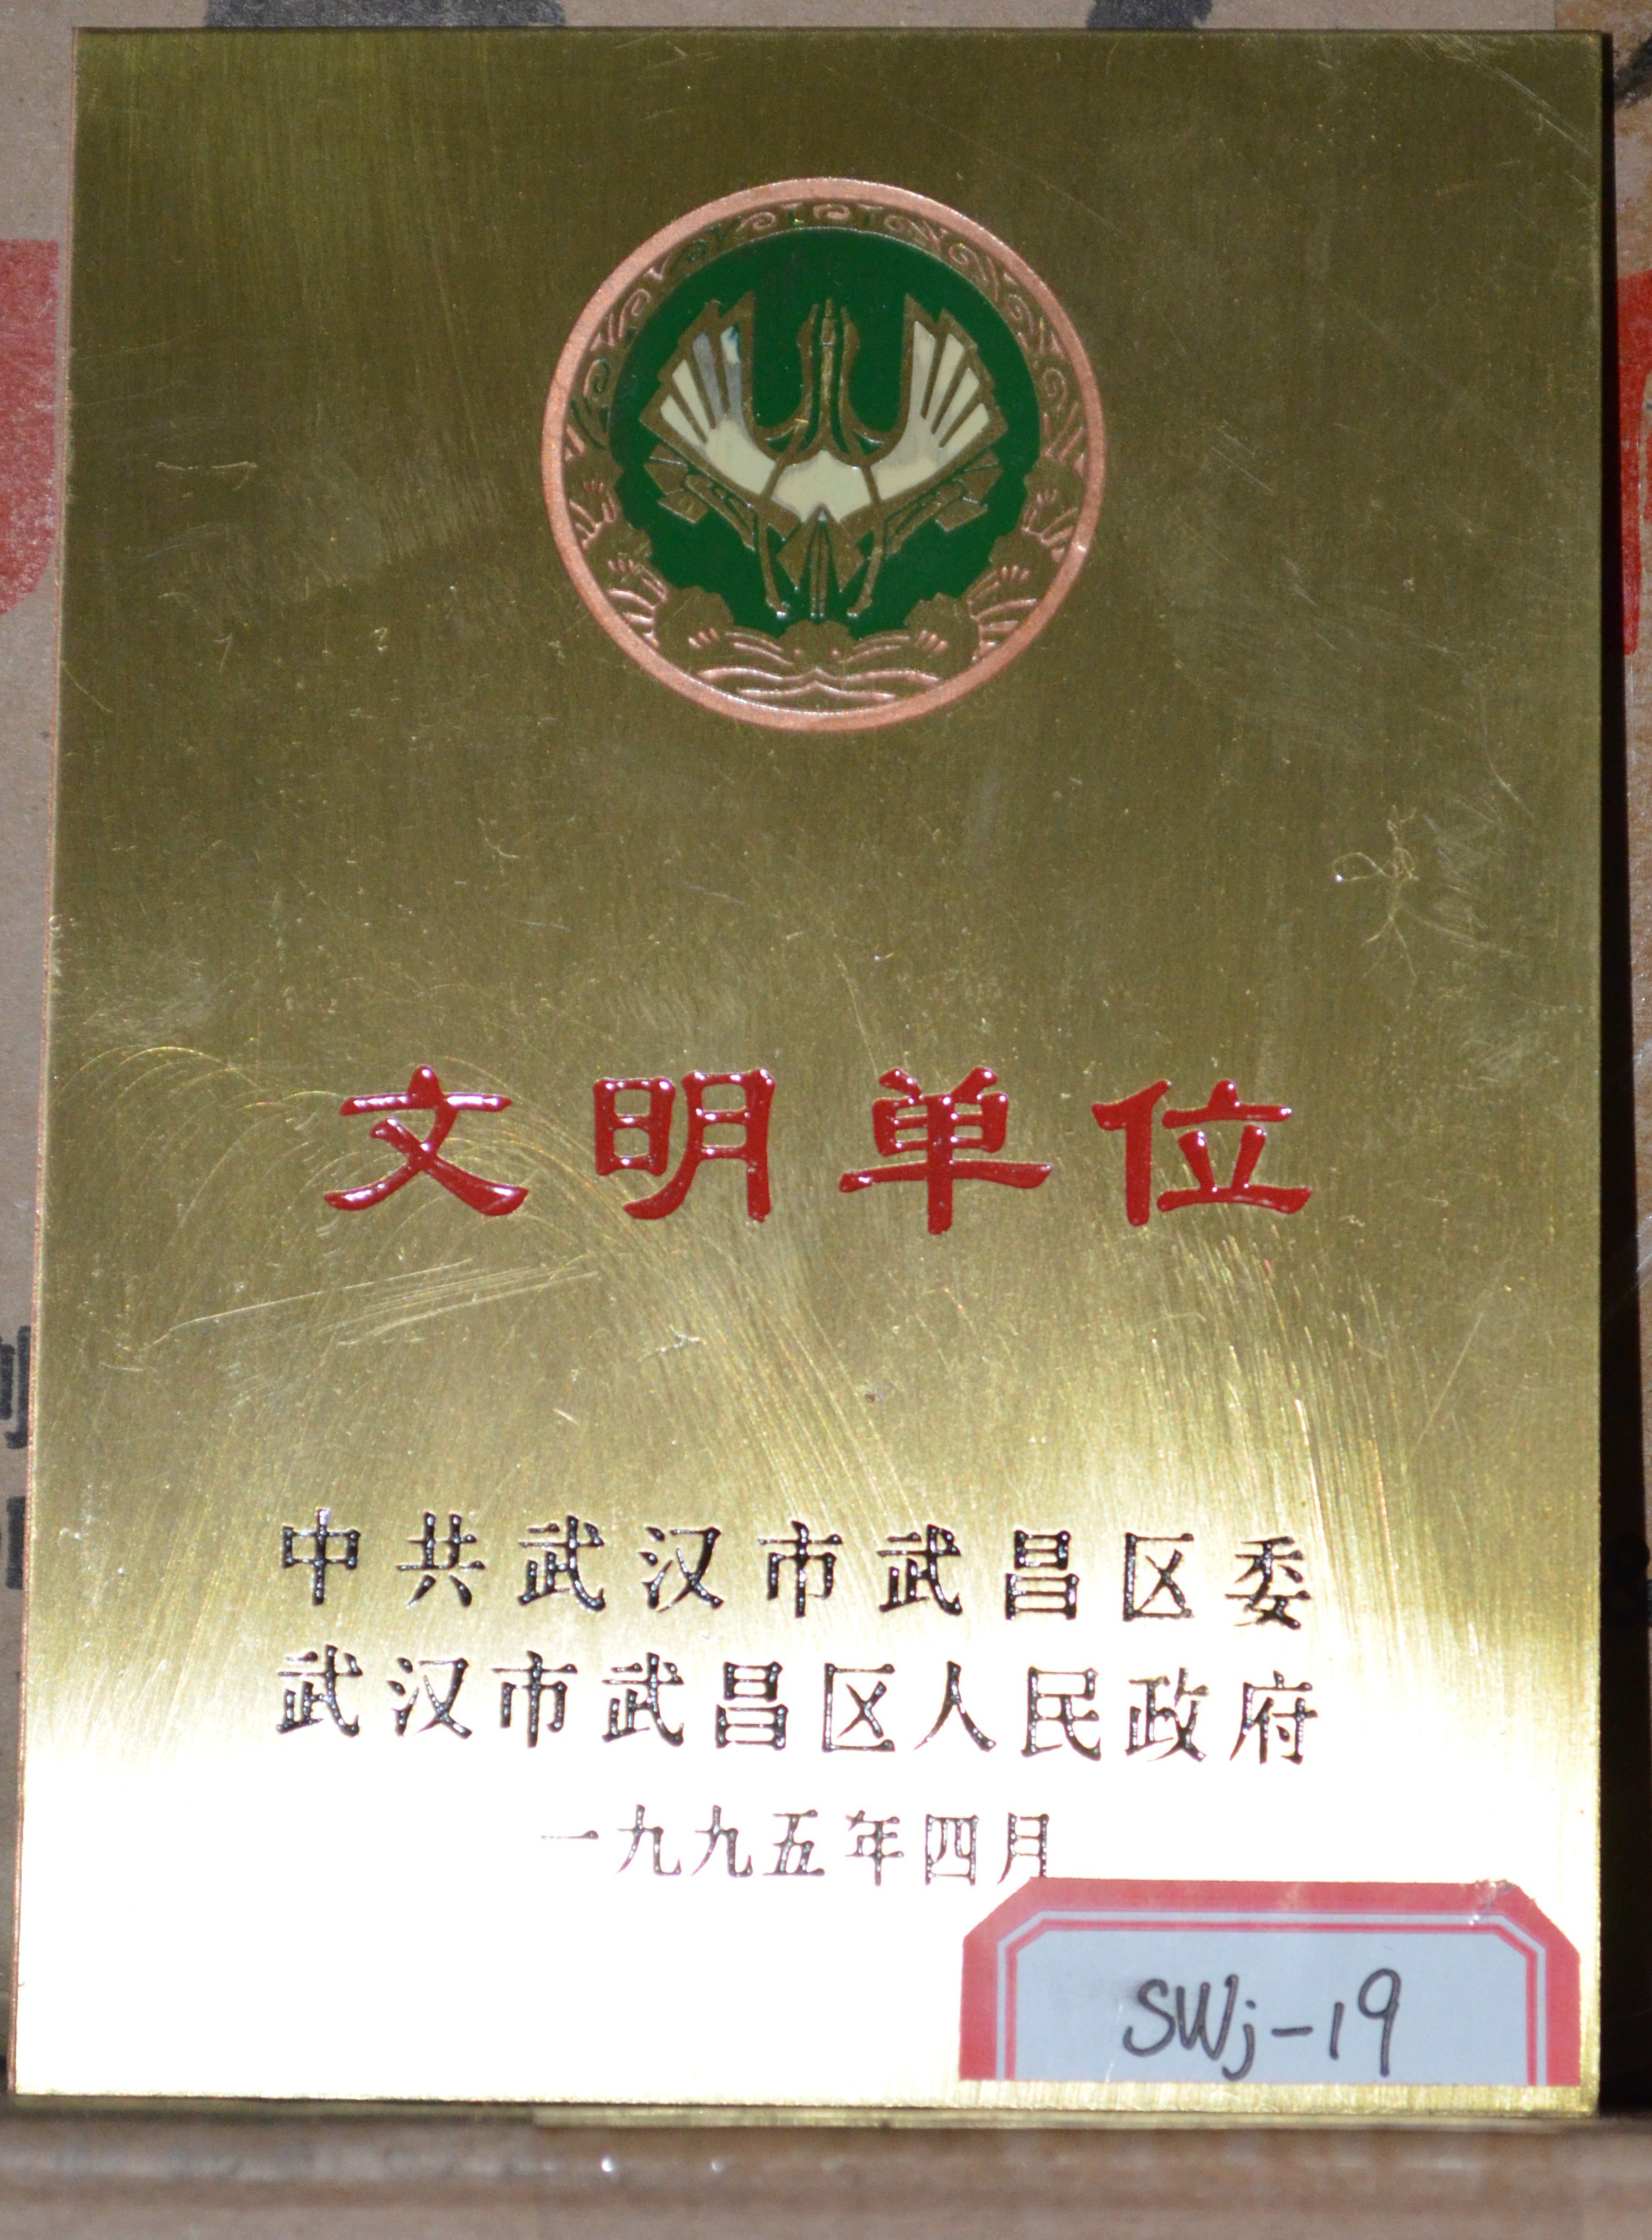 文明单位
中共武汉市武昌区委
武汉市武昌区人民政府
一九九五年四月
SWj-19